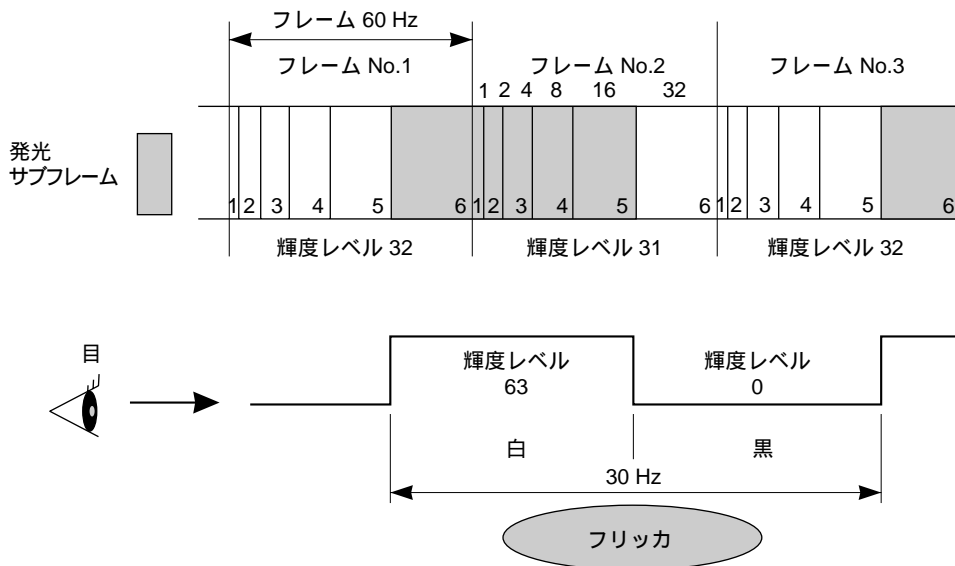 フレーム 60 Hz
フレーム No.1
フレーム No.2
フレーム No.3
1 2 4 8 16 32
発光
サブフレーム
1 2 3 4 5 6 1 2 3 4 5 6 1 2 3 4 5 6
輝度レベル 32
輝度レベル 31
輝度レベル 32
目
輝度レベル
63
輝度レベル
0
白
黒
30 Hz
フリッカ